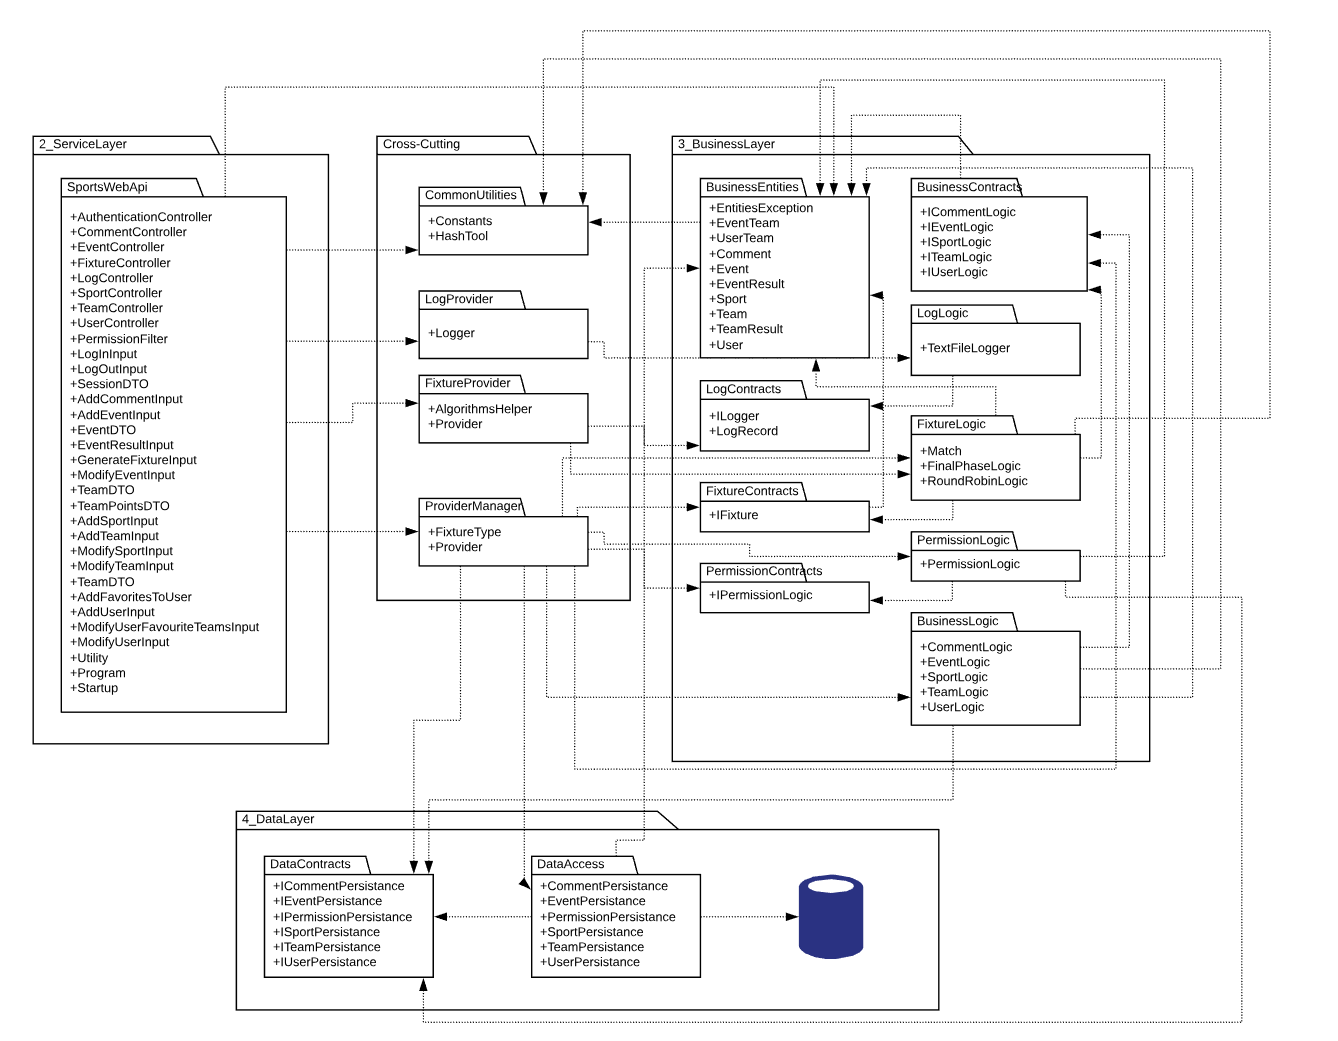 2_ServiceLayer
SportsWebApi
+AuthenticationController
+CommentController
+EventController
+FixtureController
+LogController
+SportController
+TeamController
+UserController
+PermissionFilter
+LogInInput
+LogOutInput
+SessionDTO
+AddCommentInput
+AddEventInput
+EventDTO
+EventResultInput
+GenerateFixtureInput
+ModifyEventInput
+TeamDTO
+TeamPointsDTO
+AddSportInput
+AddTeamInput
+ModifySportInput
+ModifyTeamInput
+TeamDTO
+AddFavoritesToUser
+AddUserInput
+ModifyUserFavouriteTeamsInput
+ModifyUserInput
+Utility
+Program
+Startup
Cross-Cutting
CommonUtilities
+Constants
+HashTool
LogProvider
+Logger
FixtureProvider
+AlgorithmsHelper
+Provider
ProviderManager
+FixtureType
+Provider
3_BusinessLayer
BusinessEntities
+EntitiesException
+EventTeam
+UserTeam
+Comment
+Event
+EventResult
+Sport
+Team
+TeamResult
+User
LogContracts
+ILogger
+LogRecord
FixtureContracts
+IFixture
PermissionContracts
+IPermissionLogic
BusinessContracts
+ICommentLogic
+IEventLogic
+ISportLogic
+ITeamLogic
+IUserLogic
LogLogic
+TextFileLogger
FixtureLogic
+Match
+FinalPhaseLogic
+RoundRobinLogic
PermissionLogic
+PermissionLogic
BusinessLogic
+CommentLogic
+EventLogic
+SportLogic
+TeamLogic
+UserLogic
4_DataLayer
DataContracts
+ICommentPersistance
+IEventPersistance
+IPermissionPersistance
+ISportPersistance
+ITeamPersistance
+IUserPersistance
DataAccess
+CommentPersistance
+EventPersistance
+PermissionPersistance
+SportPersistance
+TeamPersistance
+UserPersistance